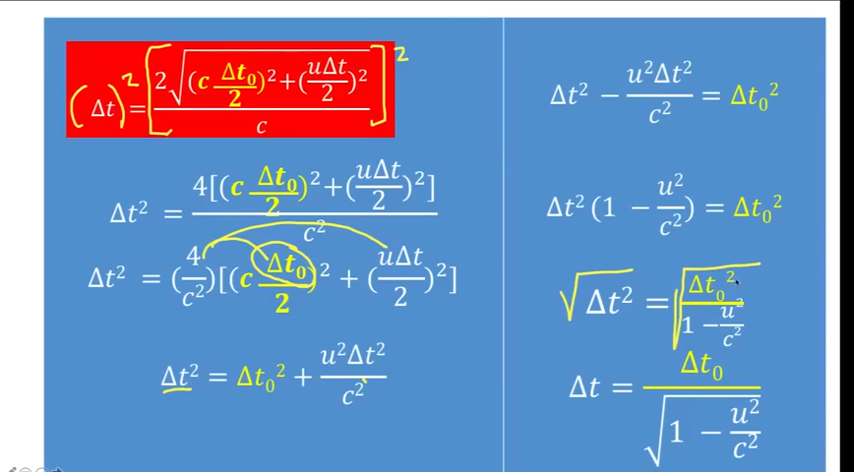 (Δt)² = [2√((c Δt₀/2)² + (uΔt/2)²) / c]²
Δt² = 4[(c Δt₀/2)² + (uΔt/2)²] / c²
Δt² = (4/c²)[(c Δt₀/2)² + (uΔt/2)²]
Δt² = Δt₀² + u²Δt²/c²
Δt² − u²Δt²/c² = Δt₀²
Δt² (1 − u²/c²) = Δt₀²
√Δt² = √(Δt₀² / (1 − u²/c²))
Δt = Δt₀ / √(1 − u²/c²)